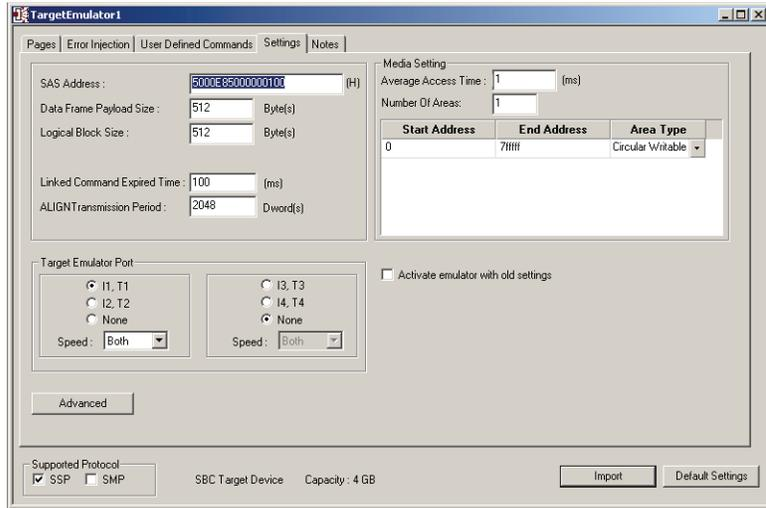 TargetEmulator1
Pages Error Injection User Defined Commands Settings Notes
SAS Address : 5000E85000000100 (H)
Data Frame Payload Size : 512 Byte(s)
Logical Block Size : 512 Byte(s)
Linked Command Expired Time : 100 (ms)
ALIGNTransmission Period : 2048 Dword(s)
Media Setting
Average Access Time : 1 (ms)
Number Of Areas: 1
Start Address End Address Area Type
0 7fffff Circular Writable
Target Emulator Port
I1, T1
I2, T2
None
Speed : Both
I3, T3
I4, T4
None
Speed : Both
Activate emulator with old settings
Advanced
Supported Protocol
SSP SMP
SBC Target Device Capacity : 4 GB
Import Default Settings